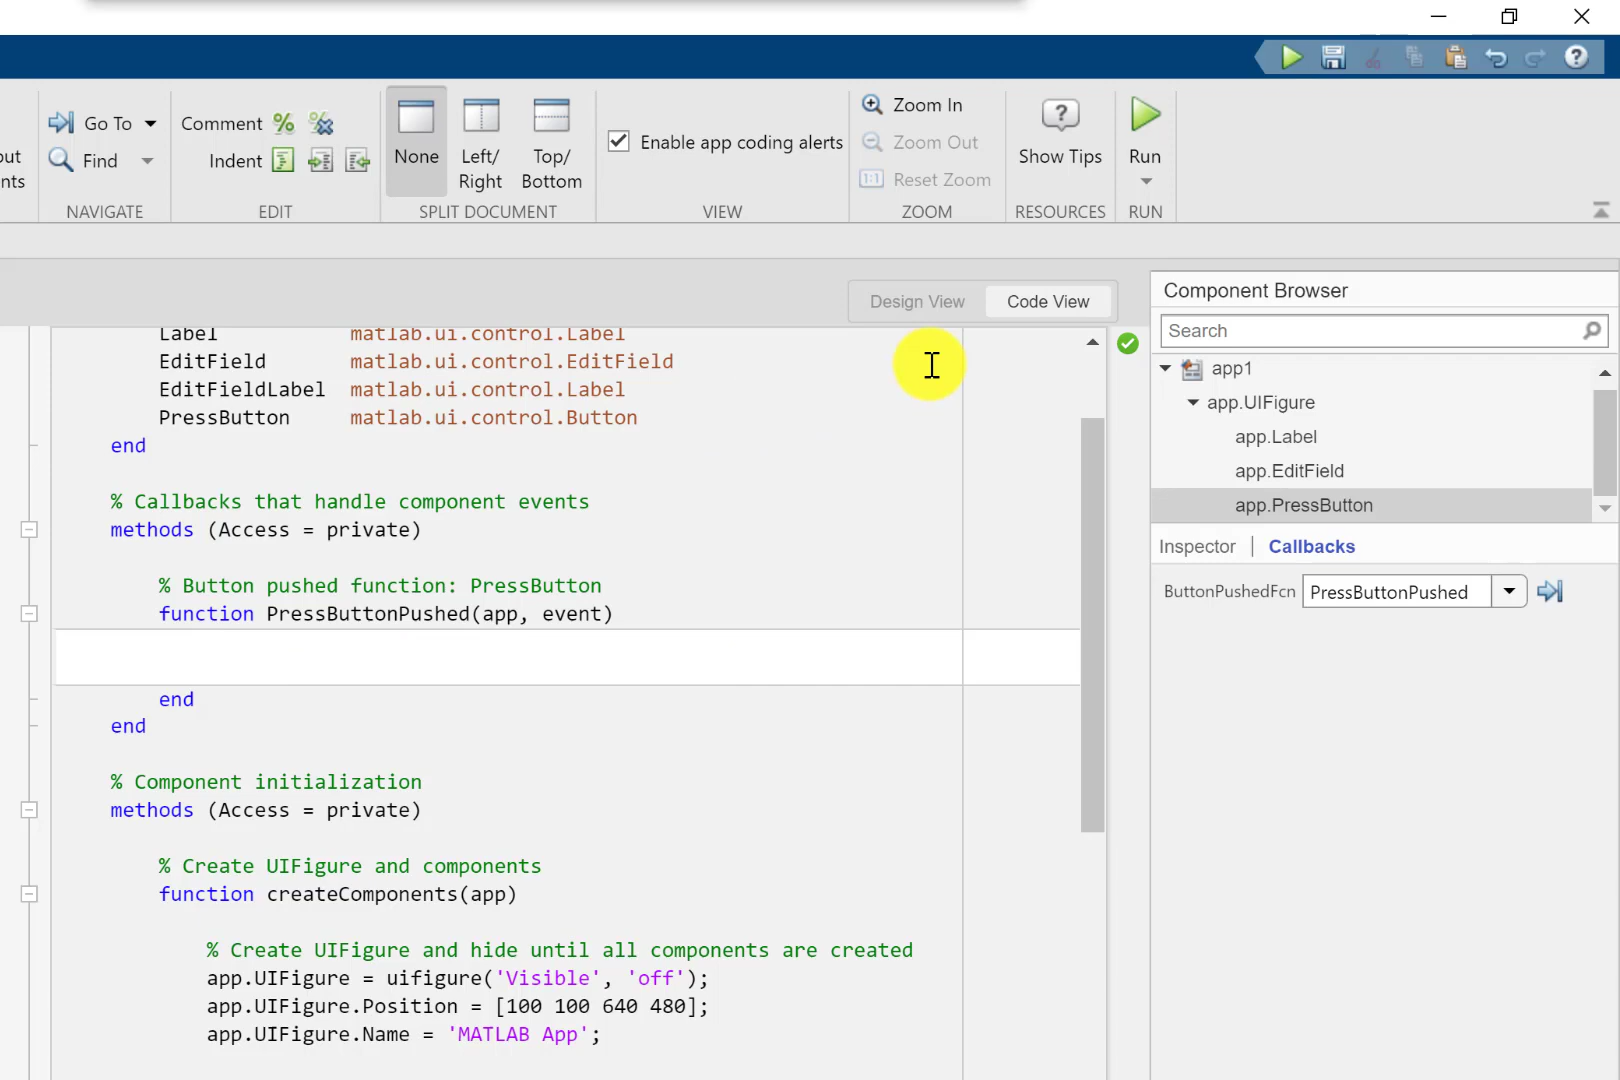 Go To
Find
NAVIGATE
Comment %
Indent
EDIT
None
Left/
Right
Top/
Bottom
SPLIT DOCUMENT
Enable app coding alerts
VIEW
Zoom In
Zoom Out
1:1 Reset Zoom
ZOOM
?
Show Tips
RESOURCES
Run
RUN
Design View
Code View
Label matlab.ui.control.Label
EditField matlab.ui.control.EditField
EditFieldLabel matlab.ui.control.Label
PressButton matlab.ui.control.Button
end
% Callbacks that handle component events
methods (Access = private)
% Button pushed function: PressButton
function PressButtonPushed(app, event)
end
end
% Component initialization
methods (Access = private)
% Create UIFigure and components
function createComponents(app)
% Create UIFigure and hide until all components are created
app.UIFigure = uifigure('Visible', 'off');
app.UIFigure.Position = [100 100 640 480];
app.UIFigure.Name = 'MATLAB App';
Component Browser
Search
app1
app.UIFigure
app.Label
app.EditField
app.PressButton
Inspector | Callbacks
ButtonPushedFcn PressButtonPushed